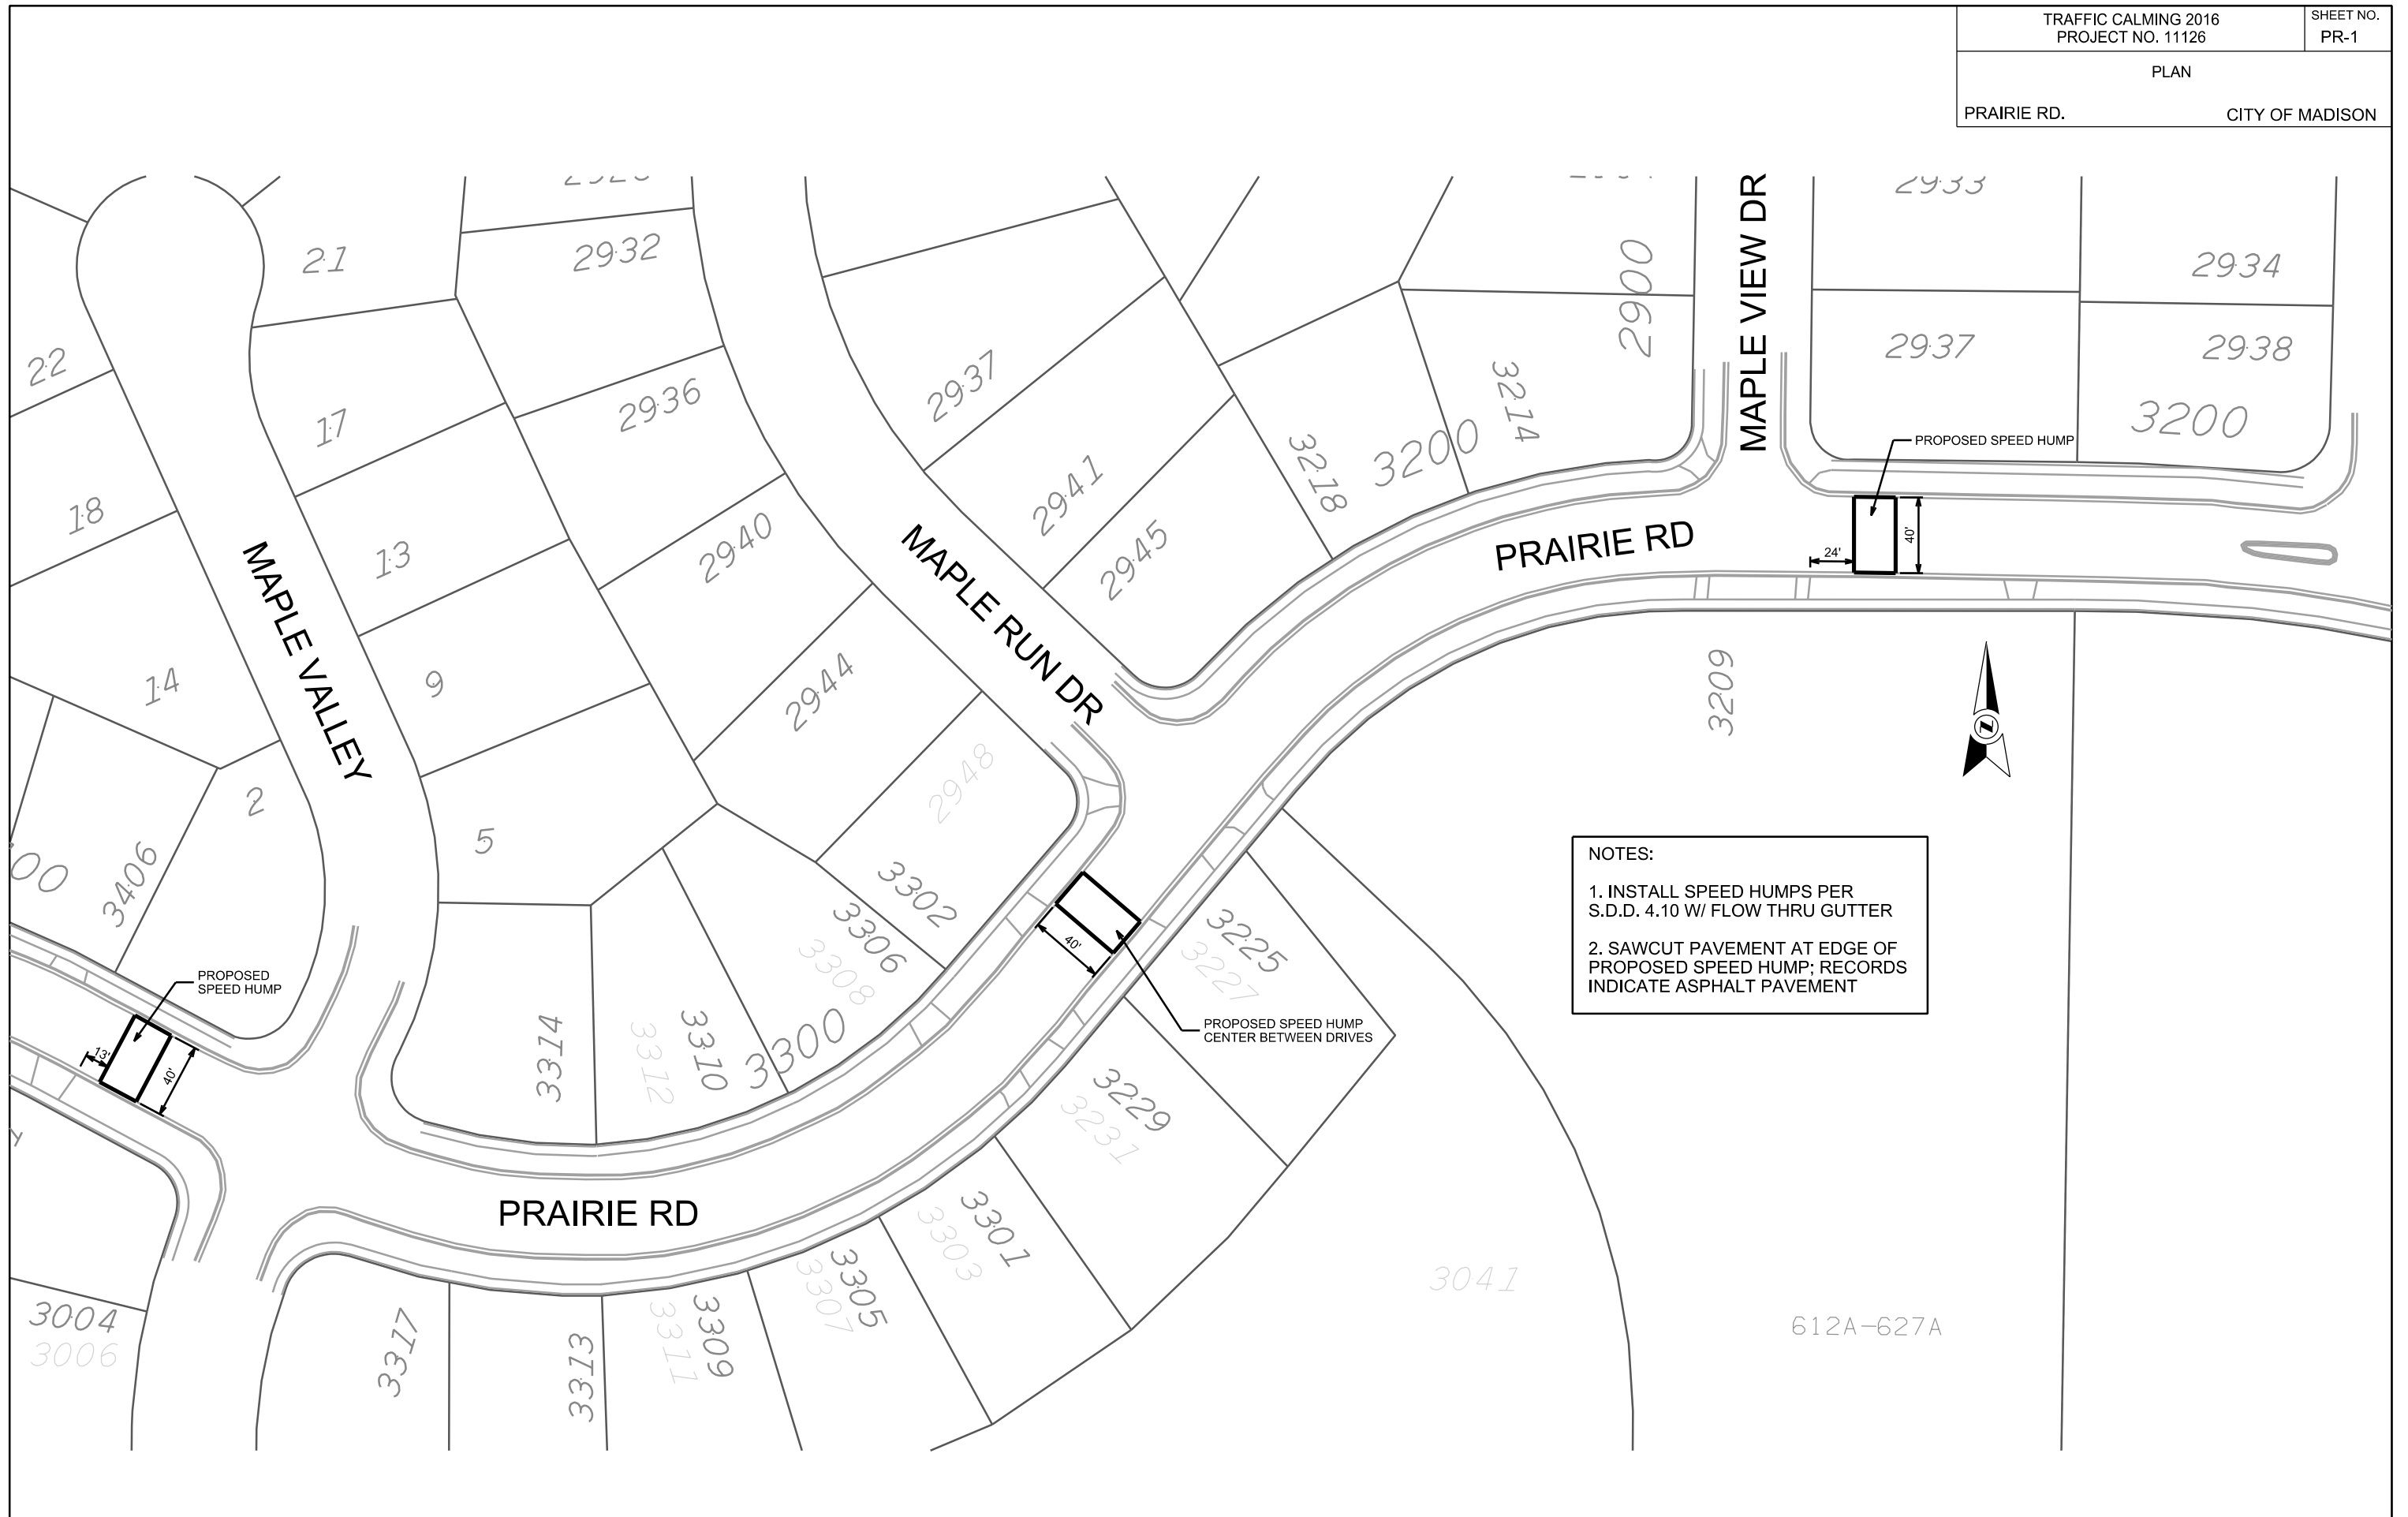 TRAFFIC CALMING 2016
PROJECT NO. 11126
SHEET NO.
PR-1
PLAN
PRAIRIE RD.
CITY OF MADISON
21
2932
2933
2900
MAPLE VIEW DR
2934
22
2937
2937
2938
17
2936
3214
3200
3200
3218
PROPOSED SPEED HUMP
18
2941
13
2940
2945
PRAIRIE RD
24'
40'
MAPLE VALLEY
MAPLE RUN DR
14
9
2944
3209
2948
2
5
N
3406
3302
3306
3308
3225
3227
40'
NOTES:
1. INSTALL SPEED HUMPS PER
S.D.D. 4.10 W/ FLOW THRU GUTTER
2. SAWCUT PAVEMENT AT EDGE OF
PROPOSED SPEED HUMP; RECORDS
INDICATE ASPHALT PAVEMENT
PROPOSED
SPEED HUMP
13'
40'
3314
3312
3310
3300
PROPOSED SPEED HUMP
CENTER BETWEEN DRIVES
3229
3231
PRAIRIE RD
3301
3303
3305
3307
3041
3004
3006
3317
3313
3311
3309
612A-627A